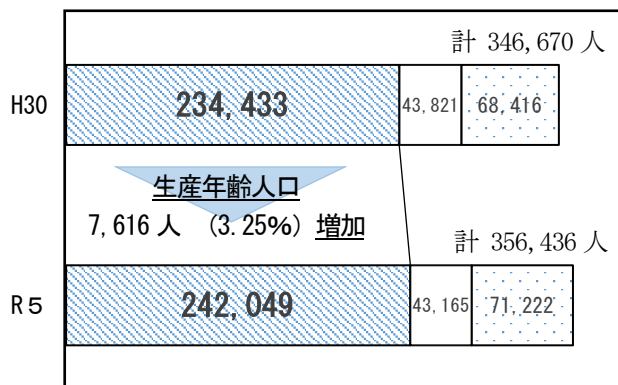 計 346,670 人
H30
234,433
43,821
68,416
生産年齢人口
7,616 人 (3.25%) 増加
計 356,436 人
R5
242,049
43,165
71,222